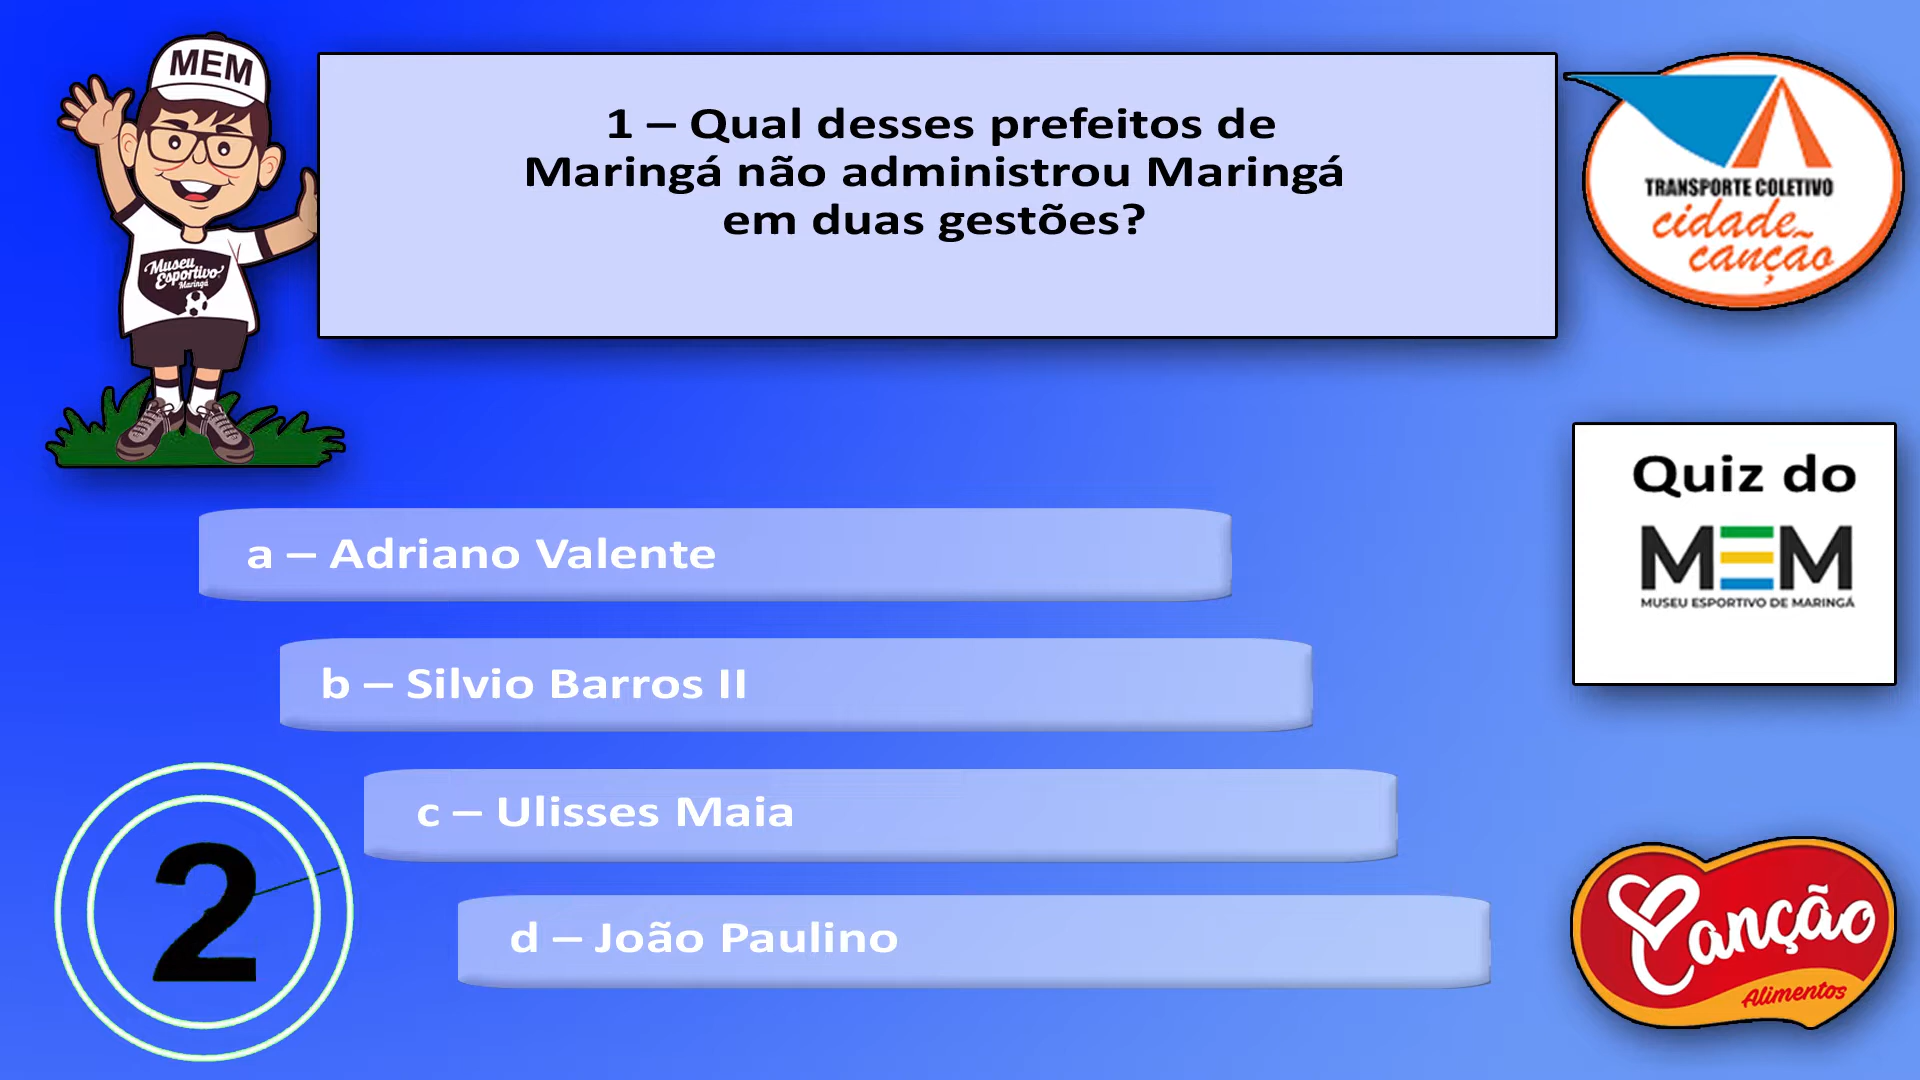 MEM
Museu
Esportivo
Maringá
1 – Qual desses prefeitos de
Maringá não administrou Maringá
em duas gestões?
TRANSPORTE COLETIVO
cidade
canção
a – Adriano Valente
b – Silvio Barros II
c – Ulisses Maia
d – João Paulino
Quiz do
MEM
MUSEU ESPORTIVO DE MARINGÁ
2
Canção
Alimentos